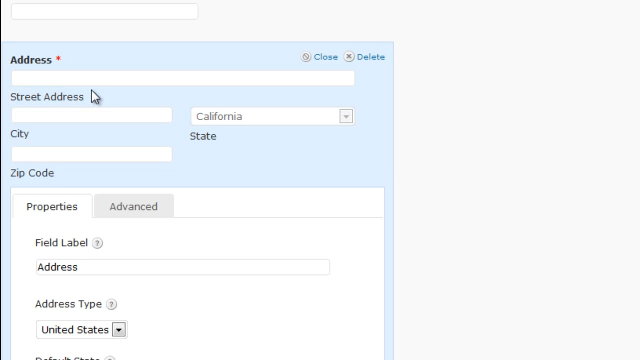 Address * Close Delete
Street Address
California
City State
Zip Code
Properties Advanced
Field Label ?
Address
Address Type ?
United States
Default State ?